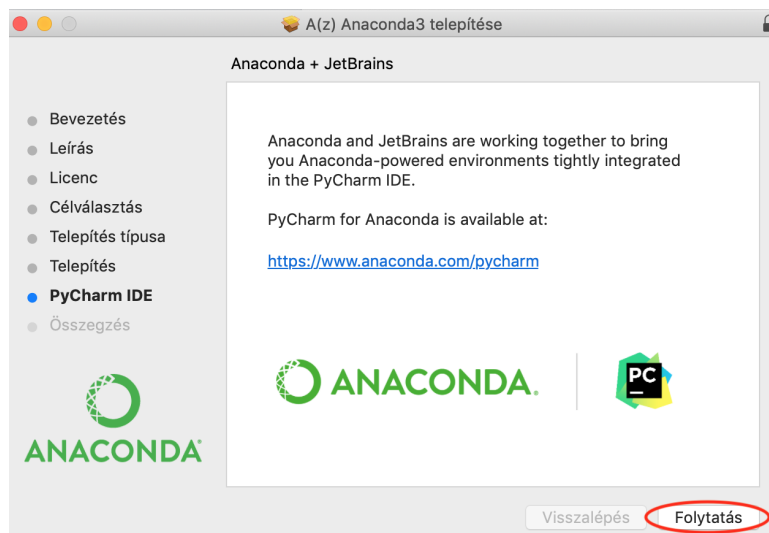 A(z) Anaconda3 telepítése
Anaconda + JetBrains
Bevezetés
Leírás
Licenc
Célválasztás
Telepítés típusa
Telepítés
PyCharm IDE
Összegzés
ANACONDA
Anaconda and JetBrains are working together to bring
you Anaconda-powered environments tightly integrated
in the PyCharm IDE.
PyCharm for Anaconda is available at:
https://www.anaconda.com/pycharm
ANACONDA.
PC
Visszalépés
Folytatás